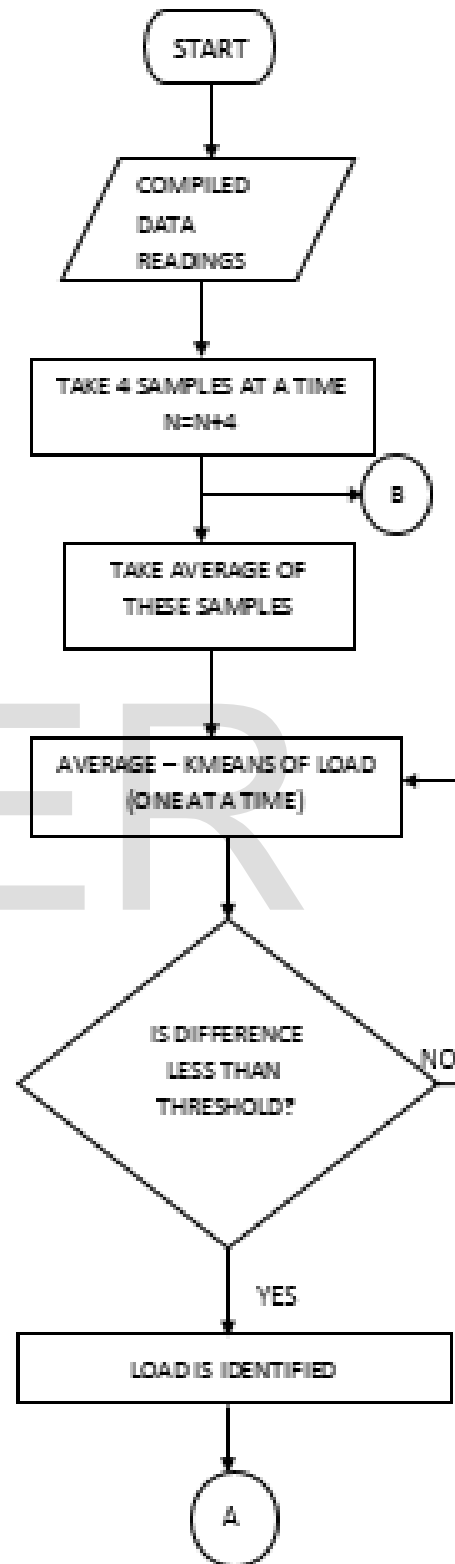 START
COMPILED
DATA
READINGS
TAKE 4 SAMPLES AT A TIME
N=N+4
B
TAKE AVERAGE OF
THESE SAMPLES
ER
AVERAGE – KMEANS OF LOAD
(ONE AT A TIME)
IS DIFFERENCE
LESS THAN
THRESHOLD?
NO
YES
LOAD IS IDENTIFIED
A